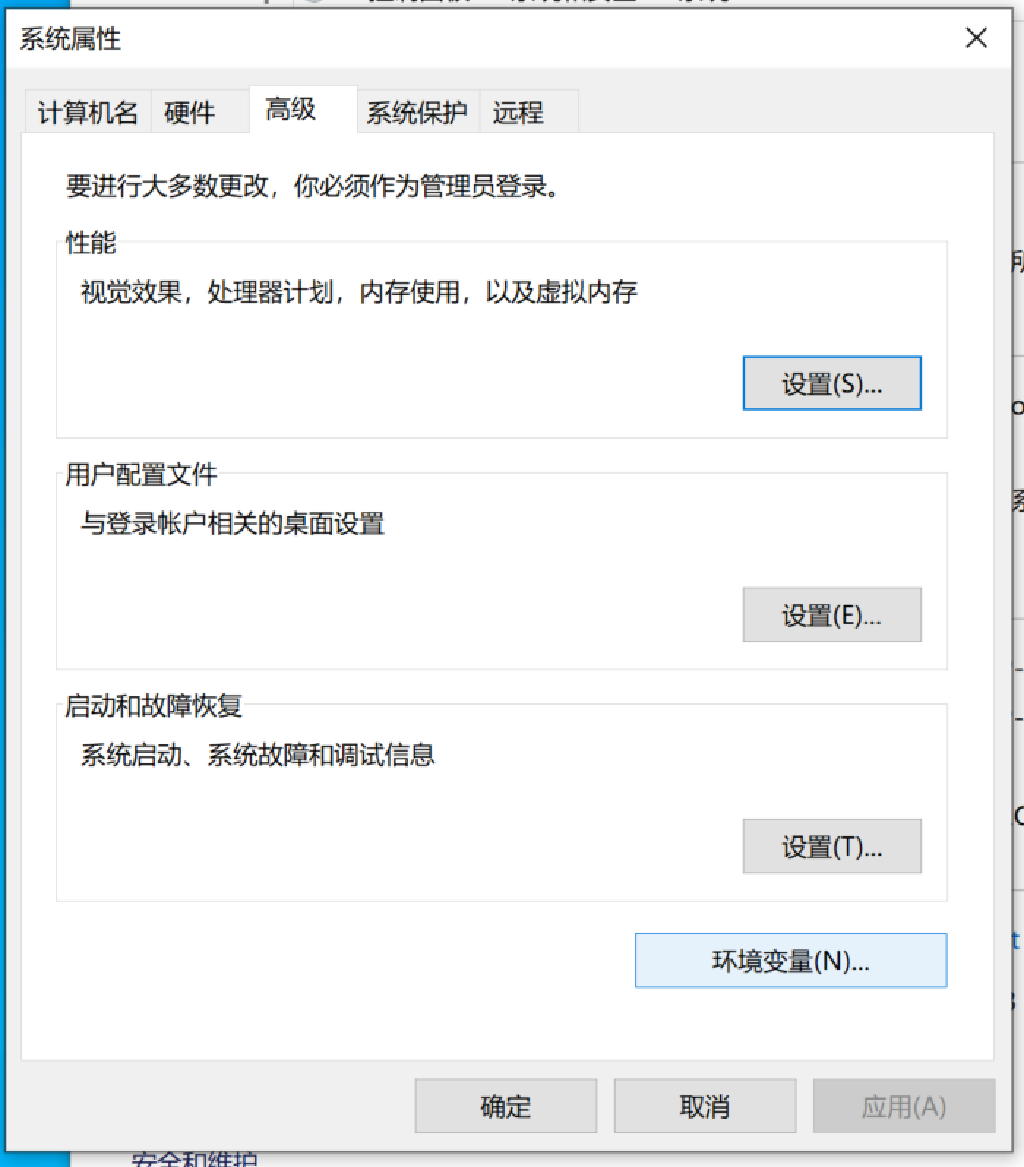 系统属性
计算机名 硬件 高级 系统保护 远程
要进行大多数更改，你必须作为管理员登录。
性能
视觉效果，处理器计划，内存使用，以及虚拟内存
设置(S)...
用户配置文件
与登录帐户相关的桌面设置
设置(E)...
启动和故障恢复
系统启动、系统故障和调试信息
设置(T)...
环境变量(N)...
确定 取消 应用(A)
安全和维护